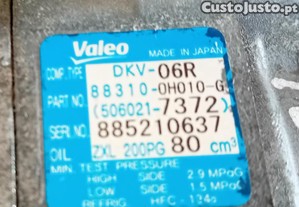 CustoJusto.pt
Valeo
MADE IN JAPAN
COMP. TYPE DKV-06R
PART NO 88310-0H010-G
(506021-7372)
SERI.NO. 885210637
OIL ZXL 200PG 80 cm³
MIN. TEST PRESSURE
HIGH SIDE 2.9 MPaG
LOW SIDE 1.5 MPaG
REFRIG. HFC-134a